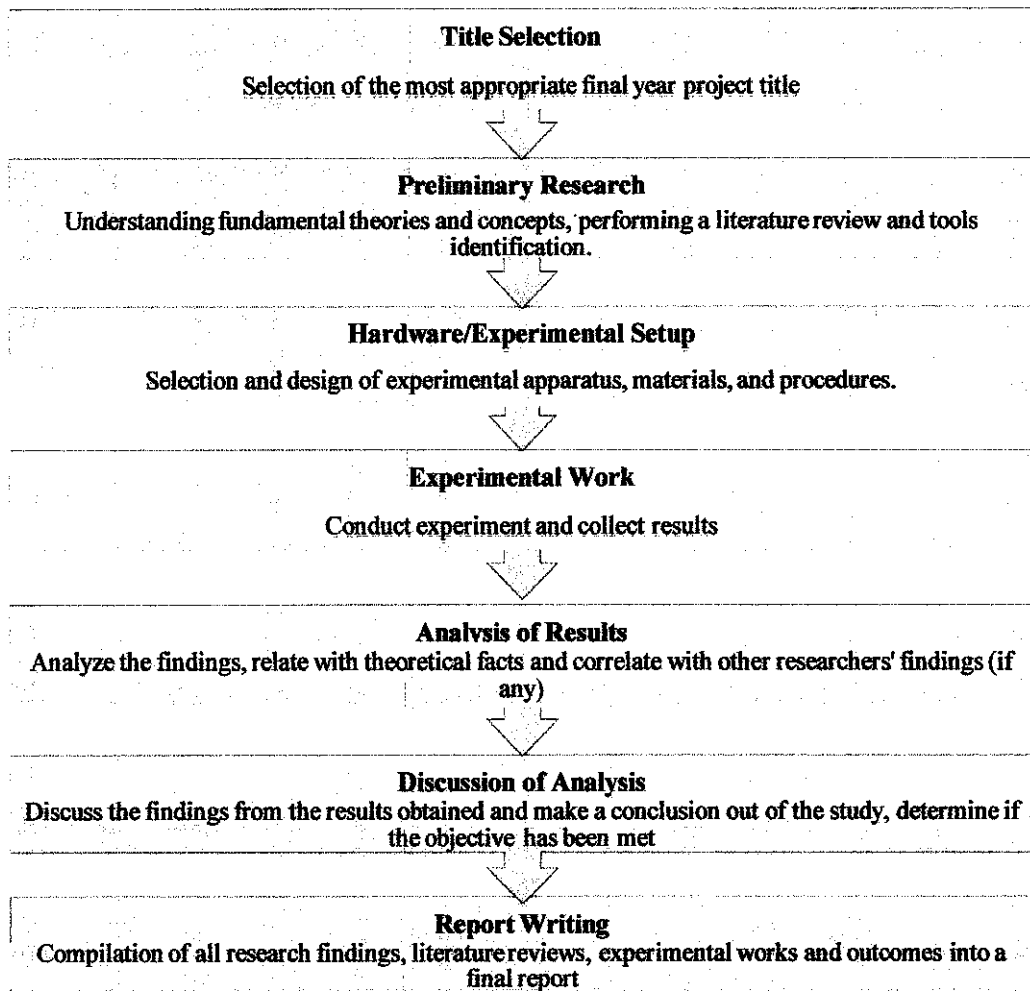 Title Selection
Selection of the most appropriate final year project title
Preliminary Research
Understanding fundamental theories and concepts, performing a literature review and tools
identification.
Hardware/Experimental Setup
Selection and design of experimental apparatus, materials, and procedures.
Experimental Work
Conduct experiment and collect results
Analysis of Results
Analyze the findings, relate with theoretical facts and correlate with other researchers' findings (if
any)
Discussion of Analysis
Discuss the findings from the results obtained and make a conclusion out of the study, determine if
the objective has been met
Report Writing
Compilation of all research findings, literature reviews, experimental works and outcomes into a
final report